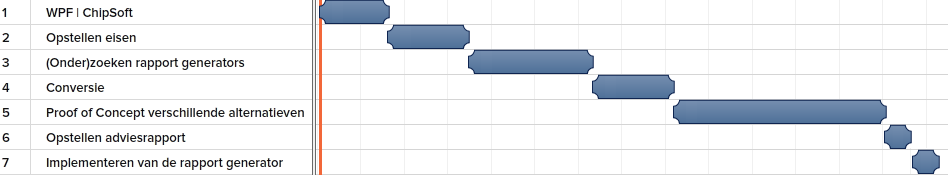 1 WPF | ChipSoft
2 Opstellen eisen
3 (Onder)zoeken rapport generators
4 Conversie
5 Proof of Concept verschillende alternatieven
6 Opstellen adviesrapport
7 Implementeren van de rapport generator